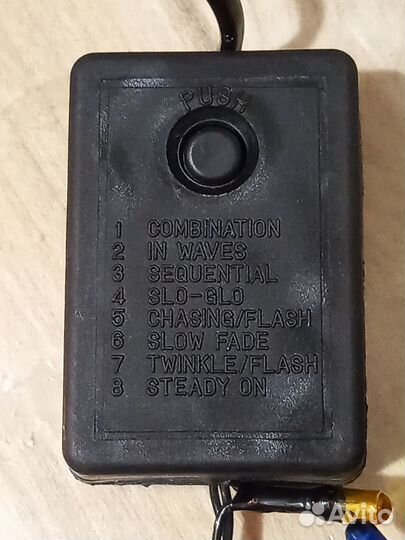 PUSH
1 COMBINATION
2 IN WAVES
3 SEQUENTIAL
4 SLO-GLO
5 CHASING/FLASH
6 SLOW FADE
7 TWINKLE/FLASH
8 STEADY ON
Avito